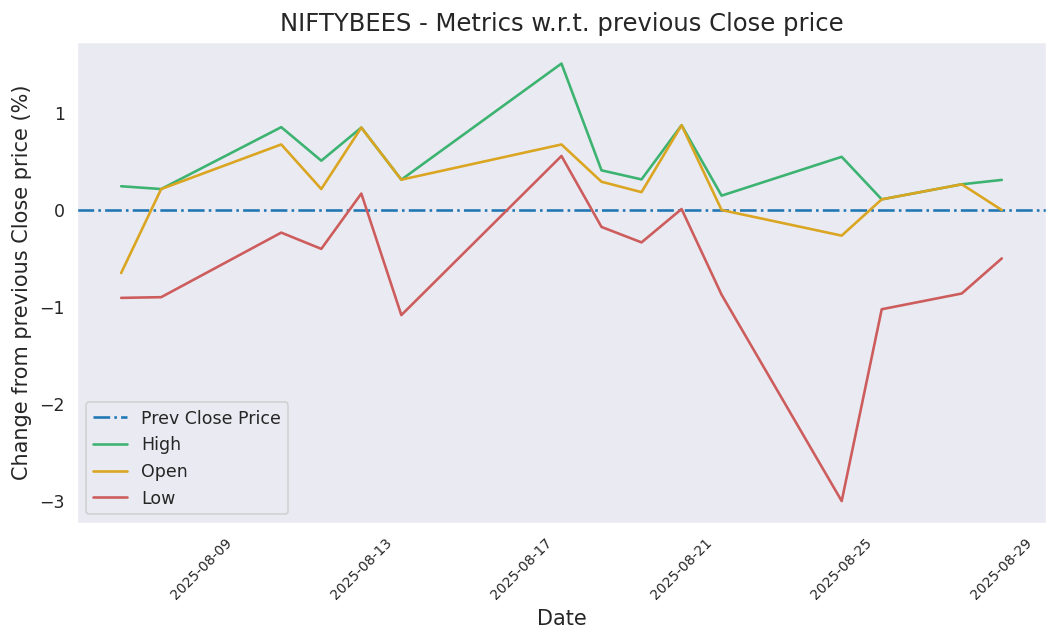 NIFTYBEES - Metrics w.r.t. previous Close price
Change from previous Close price (%)
1
0
−1
−2
−3
Prev Close Price
High
Open
Low
2025-08-09
2025-08-13
2025-08-17
2025-08-21
2025-08-25
2025-08-29
Date